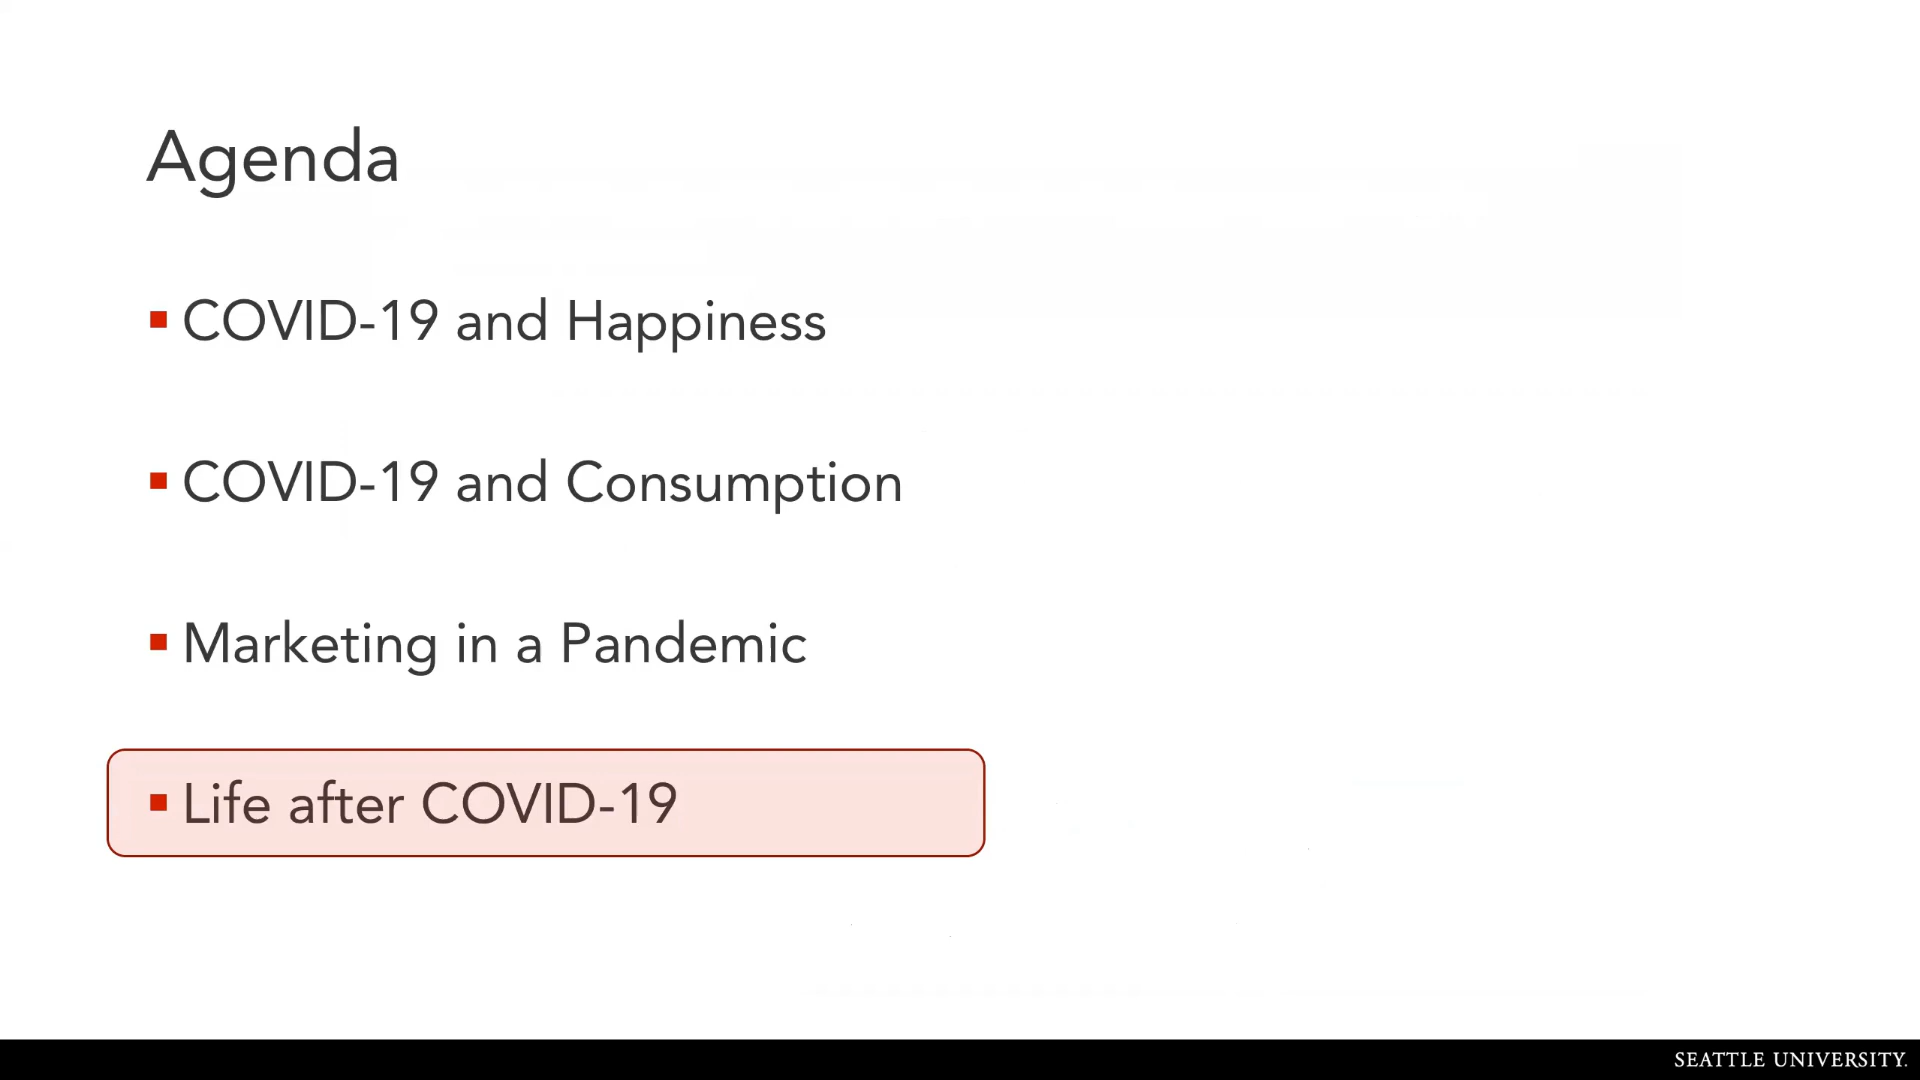 Agenda
▪ COVID-19 and Happiness
▪ COVID-19 and Consumption
▪ Marketing in a Pandemic
▪ Life after COVID-19
SEATTLE UNIVERSITY.